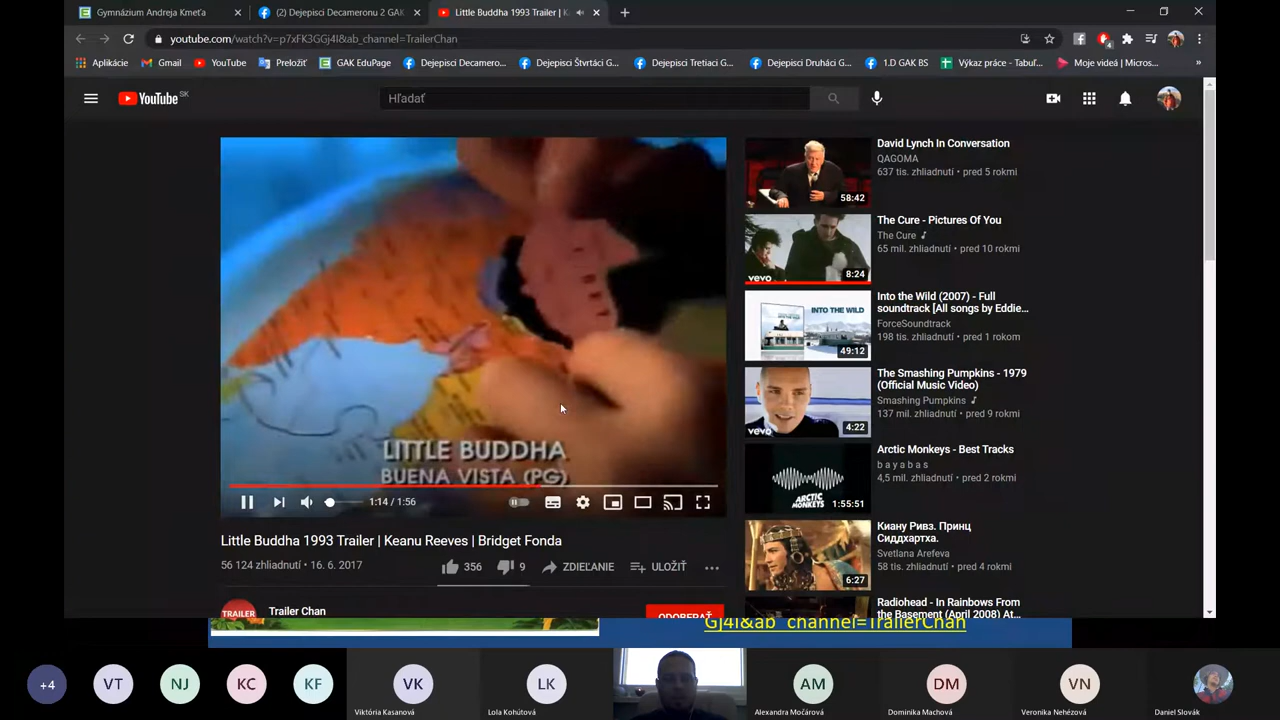 Gymnázium Andreja Kmeťa
(2) Dejepisci Decameronu 2 GAK
Little Buddha 1993 Trailer | K
youtube.com/watch?v=p7xFK3GGj4I&ab_channel=TrailerChan
4
Aplikácie
Gmail
YouTube
Preložiť
GAK EduPage
Dejepisci Decamero...
Dejepisci Štvrtáci G...
Dejepisci Tretiaci G...
Dejepisci Druháci G...
1.D GAK BS
Výkaz práce - Tabuľ...
Moje videá | Micros...
»
YouTube SK
Hľadať
LITTLE BUDDHA
BUENA VISTA (PG)
1:14 / 1:56
Little Buddha 1993 Trailer | Keanu Reeves | Bridget Fonda
56 124 zhliadnutí • 16. 6. 2017
356
9
ZDIEĽANIE
ULOŽIŤ
TRAILER
Trailer Chan
ODOBERAŤ
David Lynch In Conversation
QAGOMA
637 tis. zhliadnutí • pred 5 rokmi
58:42
The Cure - Pictures Of You
The Cure
65 mil. zhliadnutí • pred 10 rokmi
vevo
8:24
Into the Wild (2007) - Full
soundtrack [All songs by Eddie...
ForceSoundtrack
198 tis. zhliadnutí • pred 1 rokom
INTO THE WILD
49:12
The Smashing Pumpkins - 1979
(Official Music Video)
Smashing Pumpkins
137 mil. zhliadnutí • pred 9 rokmi
vevo
4:22
Arctic Monkeys - Best Tracks
b a y a b a s
4,5 mil. zhliadnutí • pred 2 rokmi
ARCTIC
MONKEYS
1:55:51
Киану Ривз. Принц
Сиддхартха.
Svetlana Arefeva
58 tis. zhliadnutí • pred 4 rokmi
6:27
Radiohead - In Rainbows From
the Basement (April 2008) At...
Gj4I&ab_channel=TrailerChan
+4
VT
NJ
KC
KF
VK
Viktória Kasanová
LK
Lola Kohútová
AM
Alexandra Močárová
DM
Dominika Machová
VN
Veronika Nehézová
Daniel Slovák